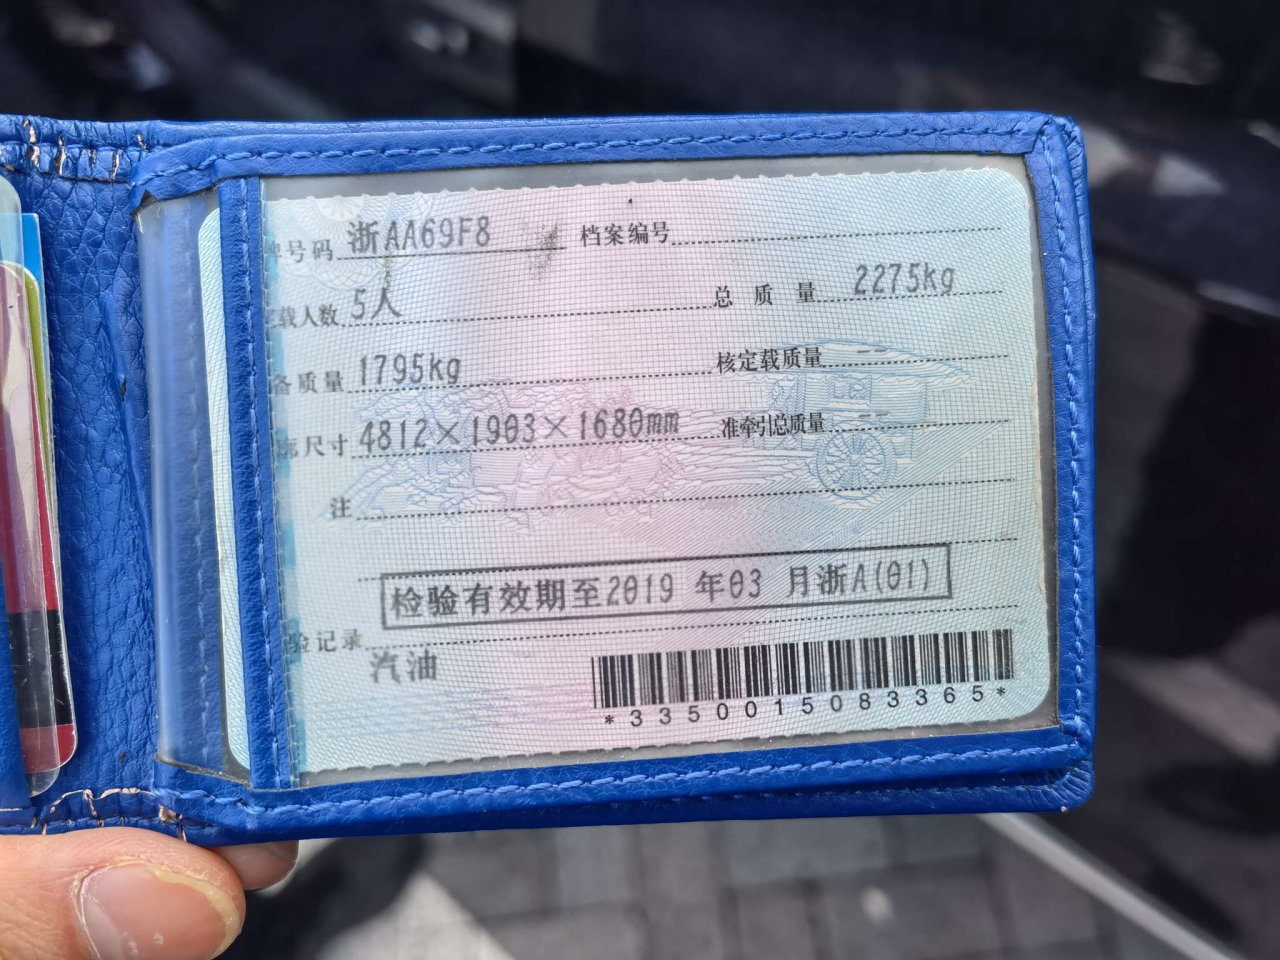 号码 浙AA69F8 档案编号
载人数 5人 总质量 2275kg
备质量 1795kg 核定载质量 --
尺寸 4812×1903×1680mm 准牵引总质量 --
注
检验有效期至2019 年03 月浙A(01)
验记录
汽油
*3350015083365*